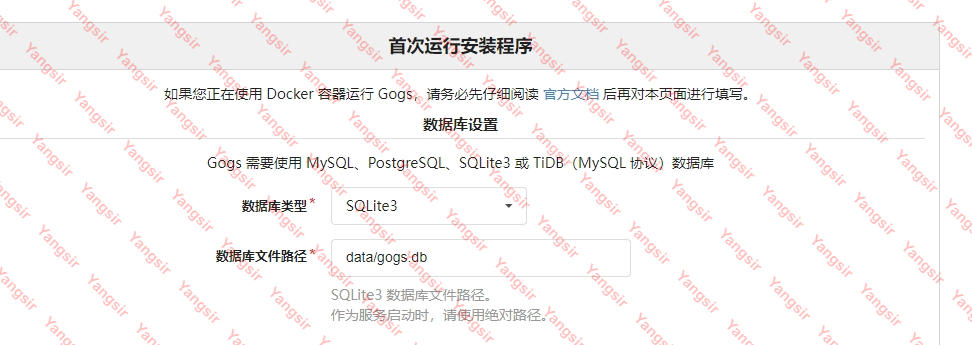 首次运行安装程序
如果您正在使用 Docker 容器运行 Gogs，请务必先仔细阅读 官方文档 后再对本页面进行填写。
数据库设置
Gogs 需要使用 MySQL、PostgreSQL、SQLite3 或 TiDB（MySQL 协议）数据库
数据库类型* SQLite3
数据库文件路径* data/gogs.db
SQLite3 数据库文件路径。
作为服务启动时，请使用绝对路径。
Yangsir